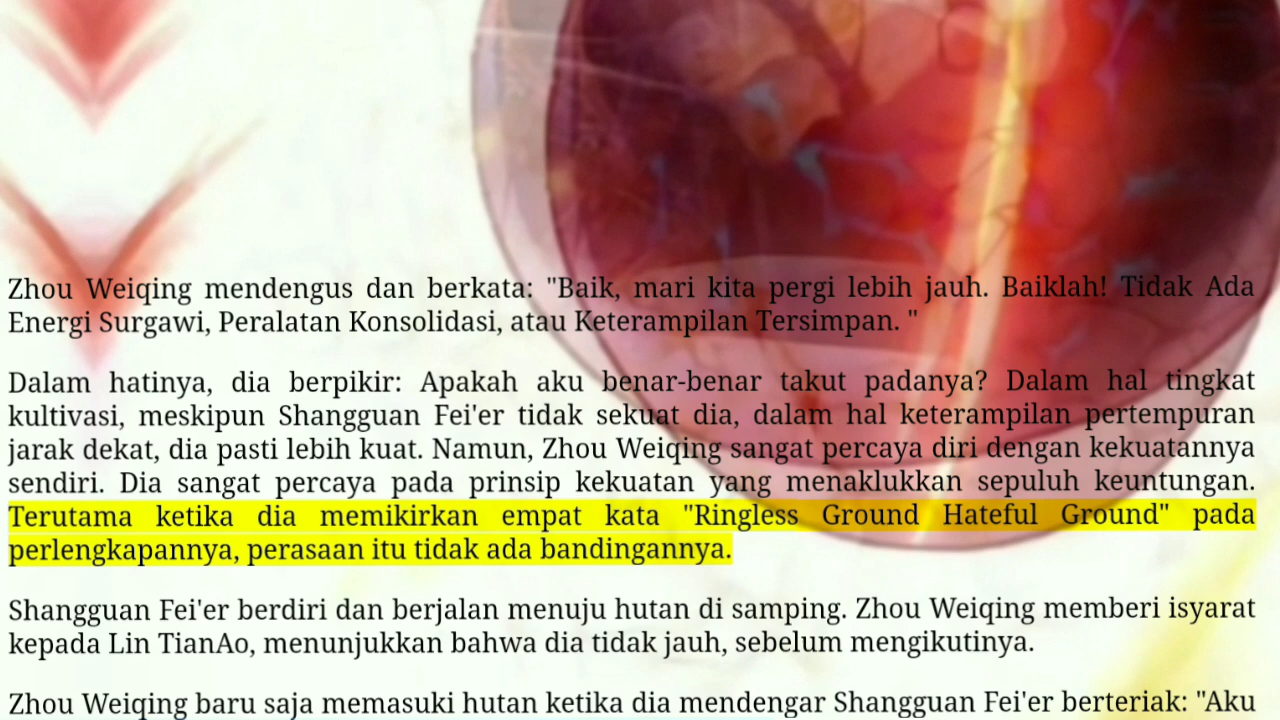 Zhou Weiqing mendengus dan berkata: "Baik, mari kita pergi lebih jauh. Baiklah! Tidak Ada
Energi Surgawi, Peralatan Konsolidasi, atau Keterampilan Tersimpan. "
Dalam hatinya, dia berpikir: Apakah aku benar-benar takut padanya? Dalam hal tingkat
kultivasi, meskipun Shangguan Fei'er tidak sekuat dia, dalam hal keterampilan pertempuran
jarak dekat, dia pasti lebih kuat. Namun, Zhou Weiqing sangat percaya diri dengan kekuatannya
sendiri. Dia sangat percaya pada prinsip kekuatan yang menaklukkan sepuluh keuntungan.
Terutama ketika dia memikirkan empat kata "Ringless Ground Hateful Ground" pada
perlengkapannya, perasaan itu tidak ada bandingannya.
Shangguan Fei'er berdiri dan berjalan menuju hutan di samping. Zhou Weiqing memberi isyarat
kepada Lin TianAo, menunjukkan bahwa dia tidak jauh, sebelum mengikutinya.
Zhou Weiqing baru saja memasuki hutan ketika dia mendengar Shangguan Fei'er berteriak: "Aku